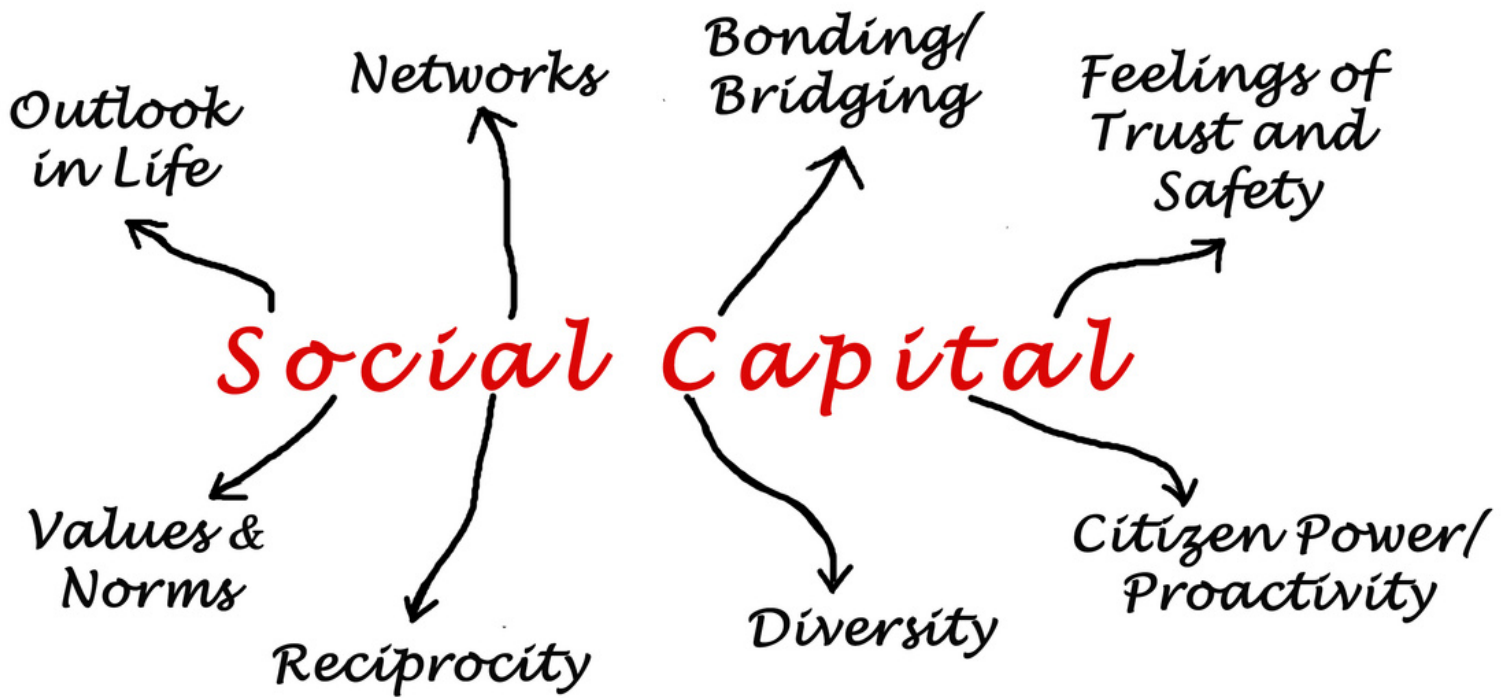 Outlook
in Life
Networks
Bonding/
Bridging
Feelings of
Trust and
Safety
Social Capital
Values &
Norms
Reciprocity
Diversity
Citizen Power/
Proactivity